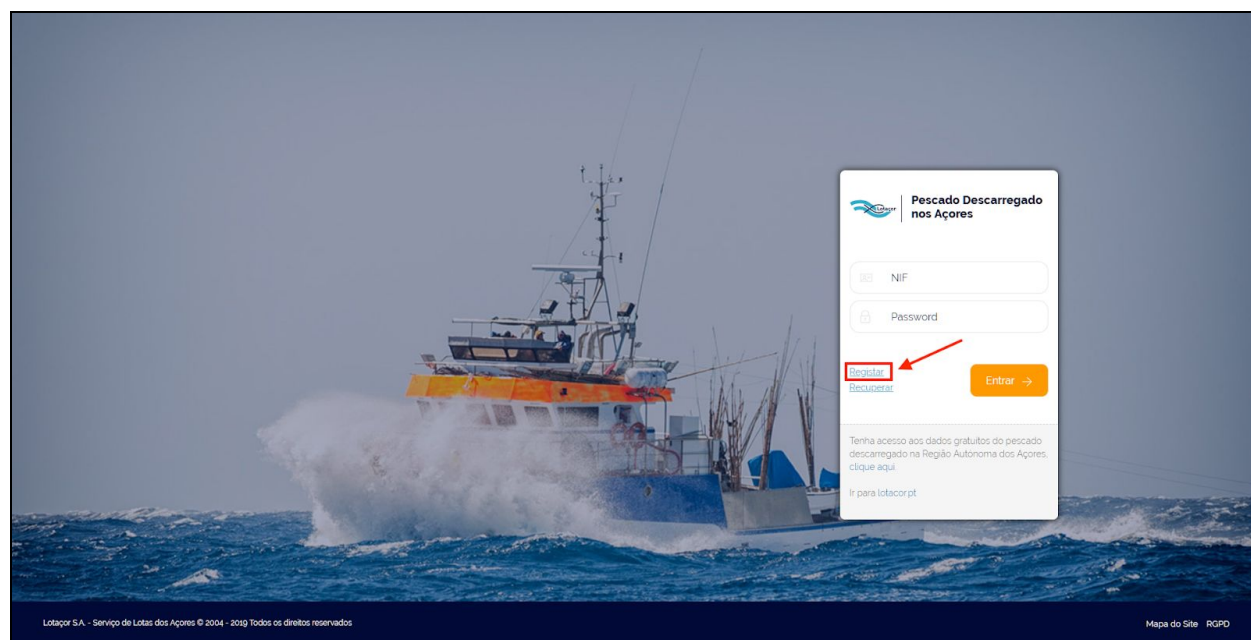 Lotaçor
Pescado Descarregado
nos Açores
NIF
Password
Registar
Recuperar
Entrar →
Tenha acesso aos dados gratuitos do pescado
descarregado na Região Autónoma dos Açores,
clique aqui
Ir para lotacor.pt
Lotaçor S.A. - Serviço de Lotas dos Açores © 2004 - 2019 Todos os direitos reservados
Mapa do Site RGPD